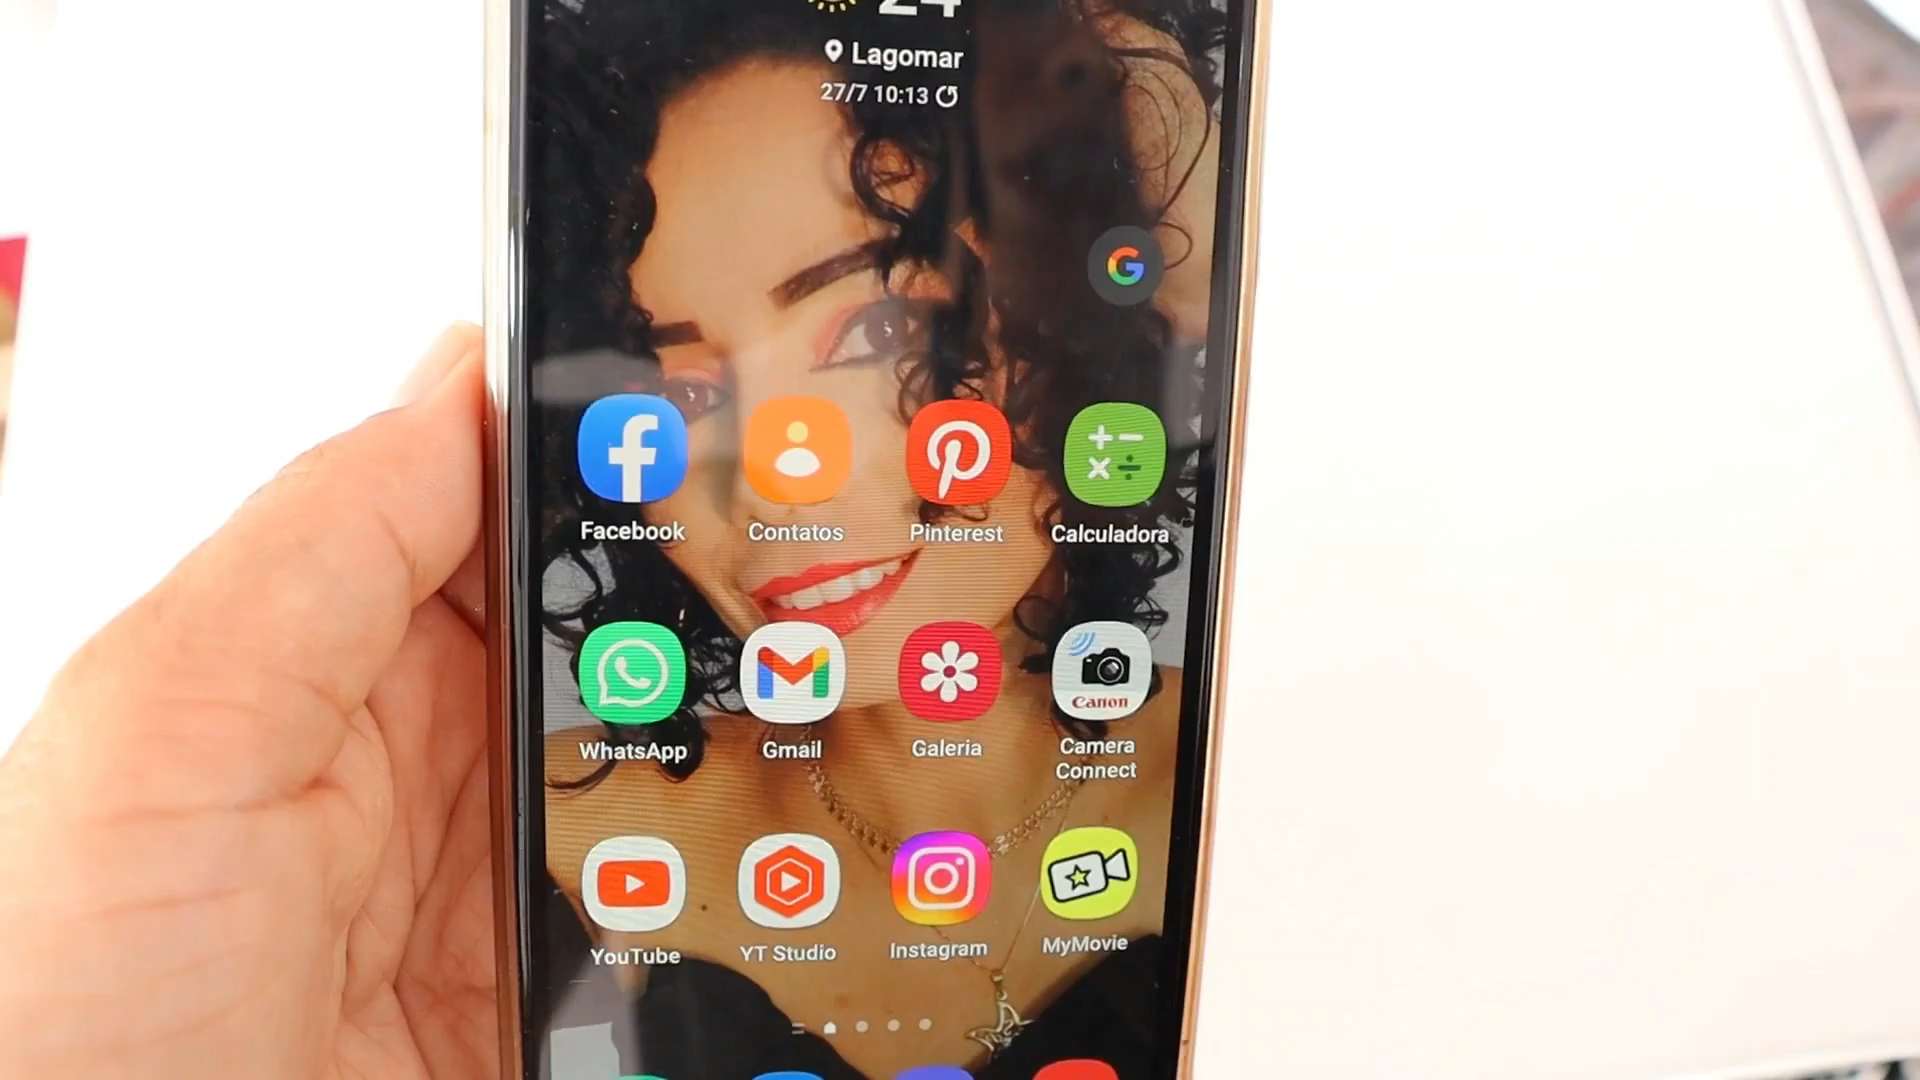 24
Lagomar
27/7 10:13
Facebook
Contatos
Pinterest
Calculadora
WhatsApp
Gmail
Galeria
Canon
Camera
Connect
YouTube
YT Studio
Instagram
MyMovie